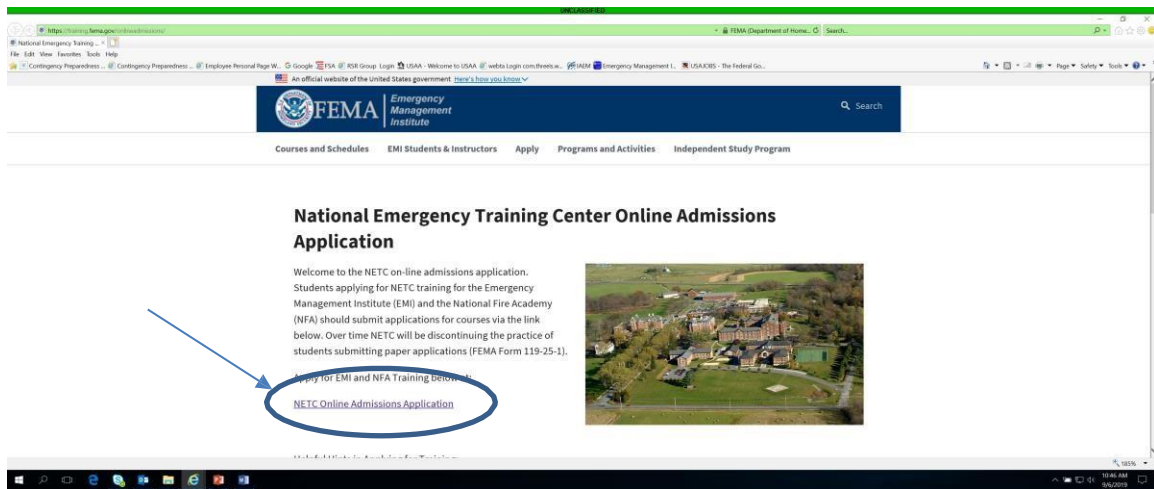 UNCLASSIFIED
https://training.fema.gov/onlineadmissions/
FEMA (Department of Home...
Search...
National Emergency Training ...
File Edit View Favorites Tools Help
Contingency Preparedness ... Contingency Preparedness ... Employee Personal Page W... Google FSA RSR Group Login USAA - Welcome to USAA webta Login IAEM Emergency Management I... USAJOBS - The Federal Go...
Page Safety Tools
An official website of the United States government Here's how you know
FEMA
Emergency
Management
Institute
Search
Courses and Schedules EMI Students & Instructors Apply Programs and Activities Independent Study Program
National Emergency Training Center Online Admissions
Application
Welcome to the NETC on-line admissions application.
Students applying for NETC training for the Emergency
Management Institute (EMI) and the National Fire Academy
(NFA) should submit applications for courses via the link
below. Over time NETC will be discontinuing the practice of
students submitting paper applications (FEMA Form 119-25-1).
Apply for EMI and NFA Training below
NETC Online Admissions Application
Helpful Hints in Applying for Training:
185%
10:46 AM
9/6/2019